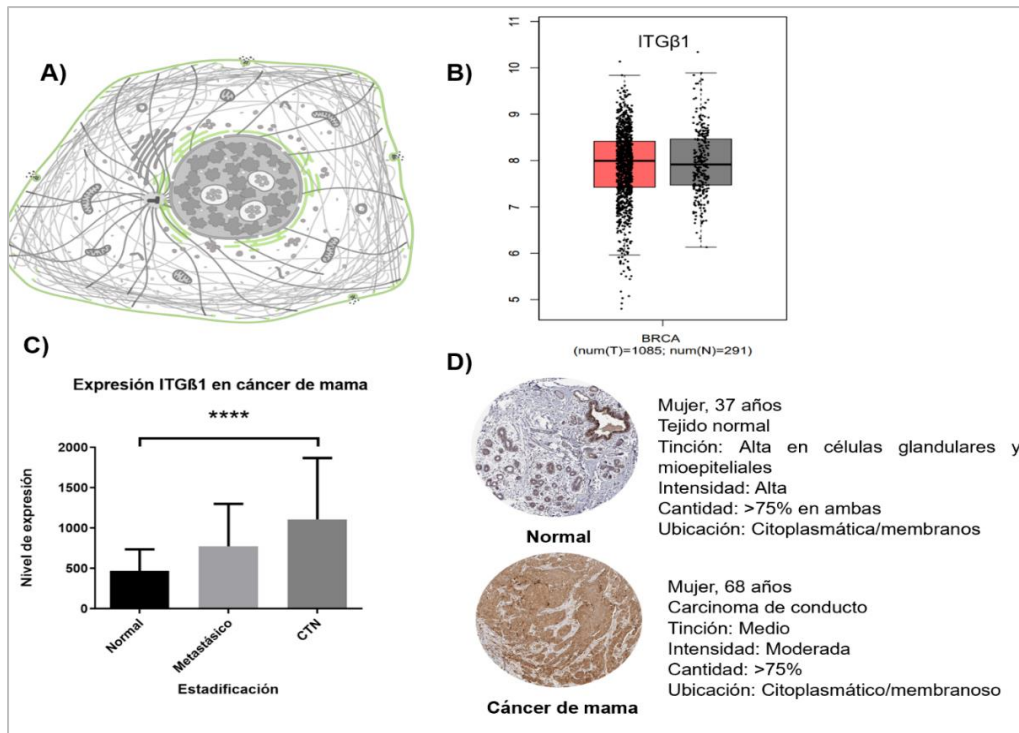 A)
B)
ITGβ1
11
10
9
8
7
6
5
BRCA
(num(T)=1085; num(N)=291)
C)
Expresión ITGß1 en cáncer de mama
****
Nivel de expresión
2000
1500
1000
500
0
Normal
Metastásico
CTN
Estadificación
D)
Mujer, 37 años
Tejido normal
Tinción: Alta en células glandulares y
mioepiteliales
Intensidad: Alta
Cantidad: >75% en ambas
Ubicación: Citoplasmática/membranos
Normal
Mujer, 68 años
Carcinoma de conducto
Tinción: Medio
Intensidad: Moderada
Cantidad: >75%
Ubicación: Citoplasmático/membranoso
Cáncer de mama